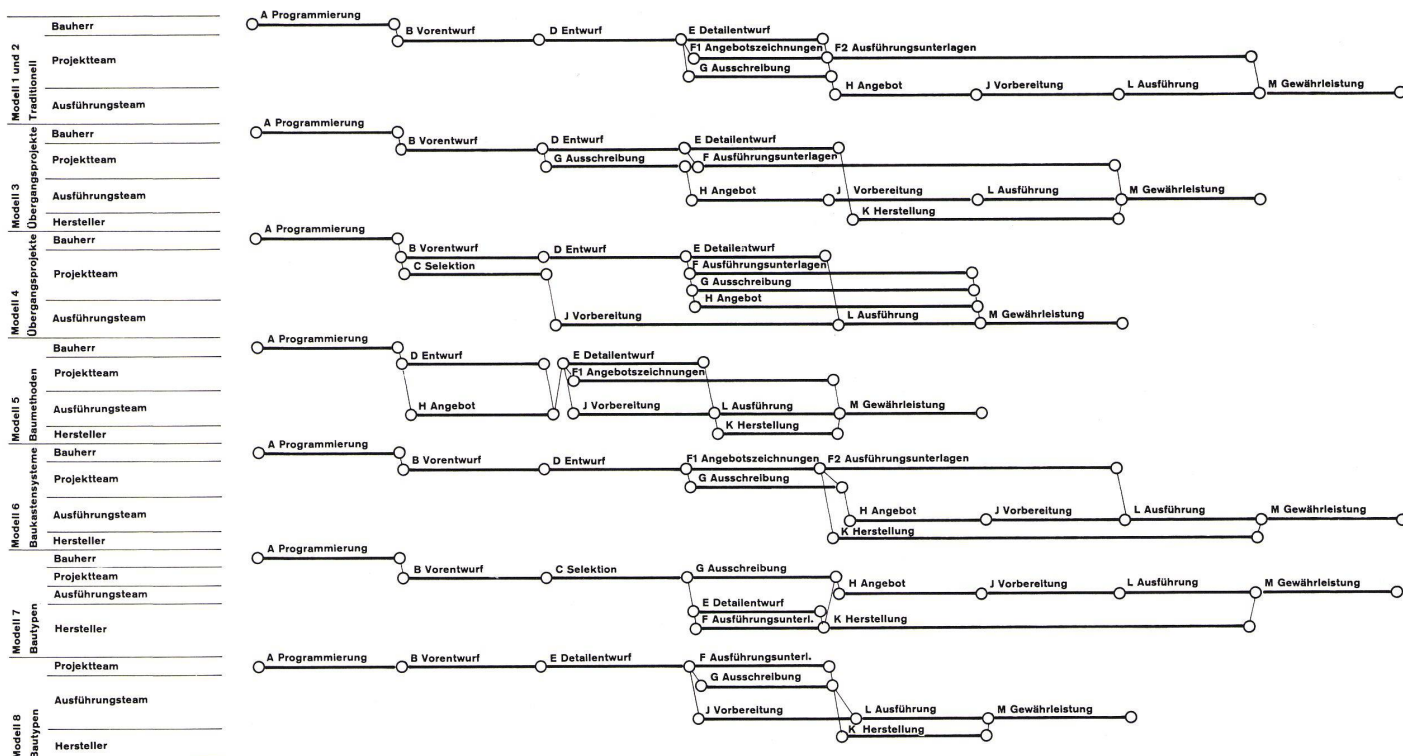 Modell 1 und 2
Traditionell
Bauherr
Projektteam
Ausführungsteam
A Programmierung
B Vorentwurf
D Entwurf
E Detailentwurf
F1 Angebotszeichnungen
F2 Ausführungsunterlagen
G Ausschreibung
H Angebot
J Vorbereitung
L Ausführung
M Gewährleistung
Modell 3
Übergangsprojekte
Bauherr
Projektteam
Ausführungsteam
Hersteller
A Programmierung
B Vorentwurf
D Entwurf
E Detailentwurf
G Ausschreibung
F Ausführungsunterlagen
H Angebot
J Vorbereitung
L Ausführung
M Gewährleistung
K Herstellung
Modell 4
Übergangsprojekte
Bauherr
Projektteam
Ausführungsteam
A Programmierung
B Vorentwurf
D Entwurf
E Detailentwurf
C Selektion
F Ausführungsunterlagen
G Ausschreibung
H Angebot
J Vorbereitung
L Ausführung
M Gewährleistung
Modell 5
Baumethoden
Bauherr
Projektteam
Ausführungsteam
Hersteller
A Programmierung
D Entwurf
E Detailentwurf
F1 Angebotszeichnungen
H Angebot
J Vorbereitung
L Ausführung
M Gewährleistung
K Herstellung
Modell 6
Baukastensysteme
Bauherr
Projektteam
Ausführungsteam
Hersteller
A Programmierung
B Vorentwurf
D Entwurf
F1 Angebotszeichnungen
F2 Ausführungsunterlagen
G Ausschreibung
H Angebot
J Vorbereitung
L Ausführung
M Gewährleistung
K Herstellung
Modell 7
Bautypen
Bauherr
Projektteam
Ausführungsteam
Hersteller
A Programmierung
B Vorentwurf
C Selektion
G Ausschreibung
H Angebot
J Vorbereitung
L Ausführung
M Gewährleistung
E Detailentwurf
F Ausführungsunterl.
K Herstellung
Modell 8
Bautypen
Projektteam
Ausführungsteam
Hersteller
A Programmierung
B Vorentwurf
E Detailentwurf
F Ausführungsunterl.
G Ausschreibung
J Vorbereitung
L Ausführung
M Gewährleistung
K Herstellung